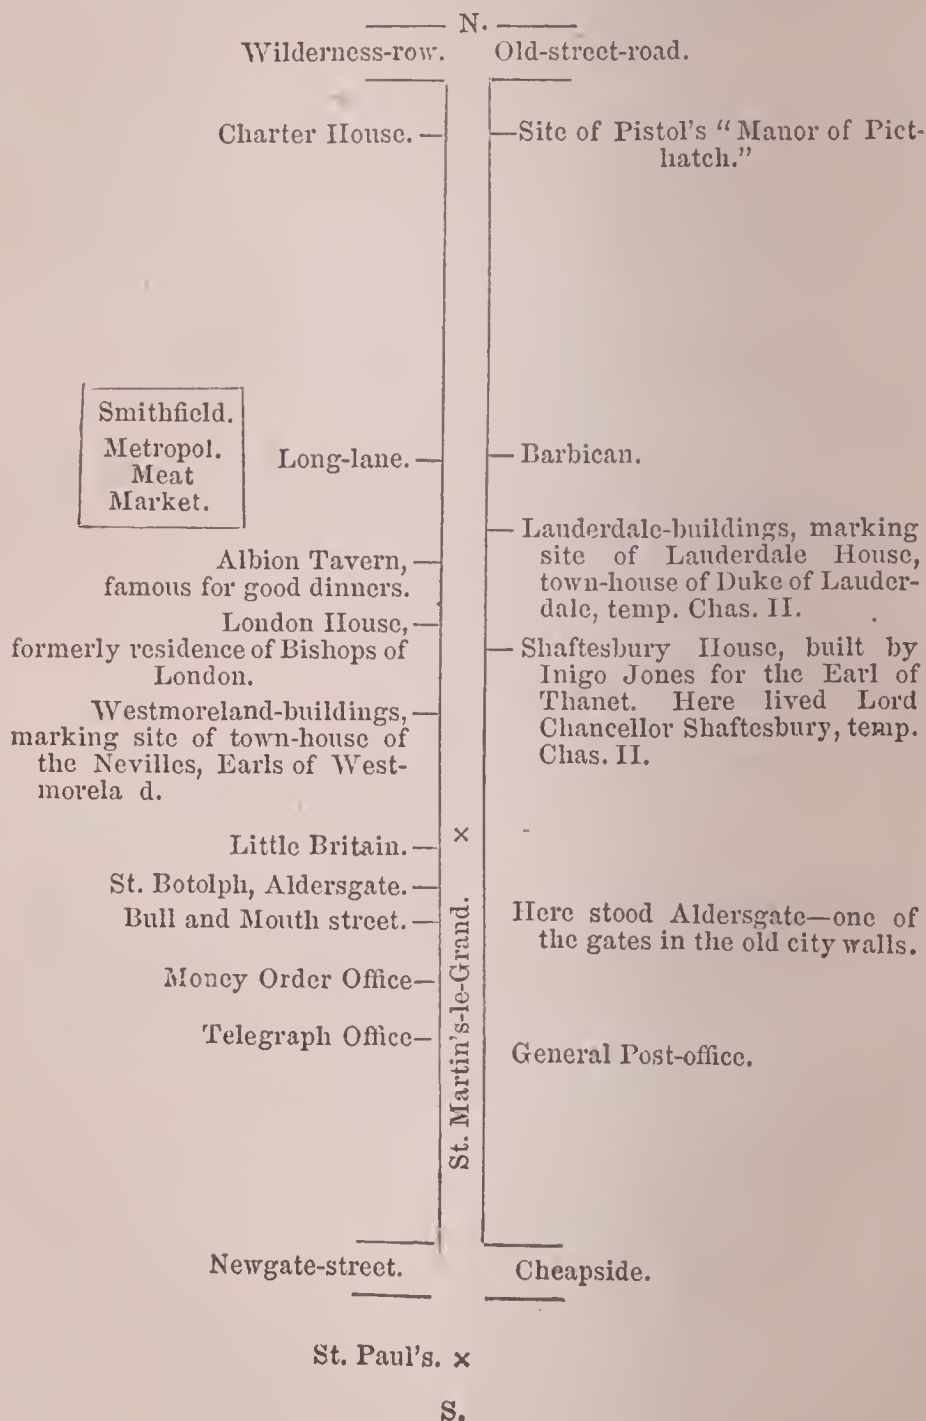 N.
Wilderness-row. Old-street-road.
Charter House.
Site of Pistol's "Manor of Pict-
hatch."
Smithfield.
Metropol.
Meat
Market.
Long-lane.
Barbican.
Lauderdale-buildings, marking
site of Lauderdale House,
town-house of Duke of Lauder-
dale, temp. Chas. II.
Albion Tavern,
famous for good dinners.
London House,
formerly residence of Bishops of
London.
Shaftesbury House, built by
Inigo Jones for the Earl of
Thanet. Here lived Lord
Chancellor Shaftesbury, temp.
Chas. II.
Westmoreland-buildings,
marking site of town-house of
the Nevilles, Earls of West-
morela d.
×
Little Britain.
St. Botolph, Aldersgate.
Bull and Mouth street.
Here stood Aldersgate—one of
the gates in the old city walls.
Money Order Office
Telegraph Office
St. Martin's-le-Grand.
General Post-office.
Newgate-street. Cheapside.
St. Paul's. ×
S.